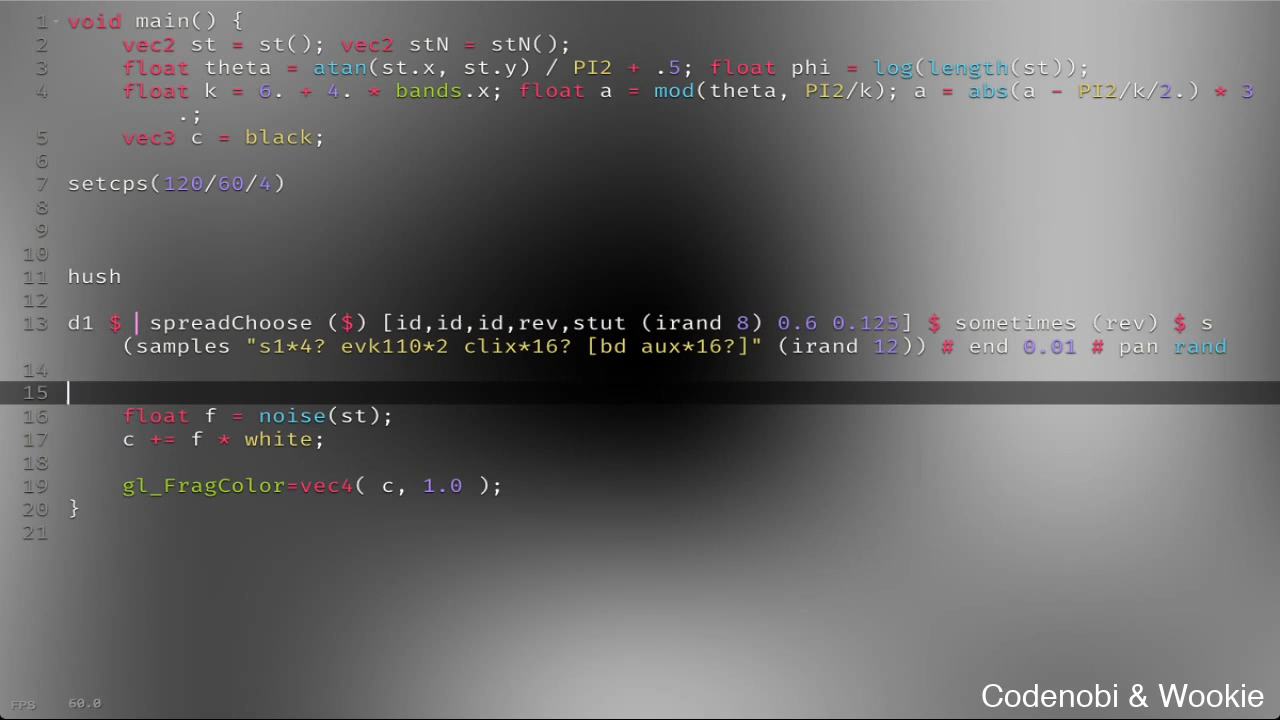 1 void main() {
2 vec2 st = st(); vec2 stN = stN();
3 float theta = atan(st.x, st.y) / PI2 + .5; float phi = log(length(st));
4 float k = 6. + 4. * bands.x; float a = mod(theta, PI2/k); a = abs(a - PI2/k/2.) * 3
.;
5 vec3 c = black;
6
7 setcps(120/60/4)
8
9
10
11 hush
12
13 d1 $ spreadChoose ($) [id,id,id,rev,stut (irand 8) 0.6 0.125] $ sometimes (rev) $ s
(samples "s1*4? evk110*2 clix*16? [bd aux*16?]" (irand 12)) # end 0.01 # pan rand
14
15
16 float f = noise(st);
17 c += f * white;
18
19 gl_FragColor=vec4( c, 1.0 );
20 }
21
FPS 60.0
Codenobi & Wookie